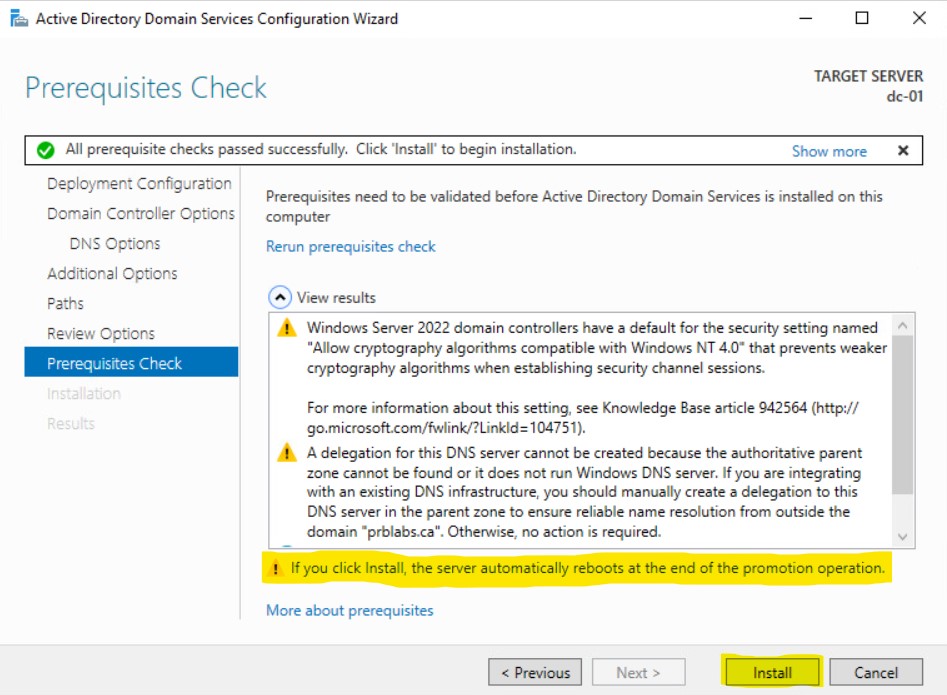 Active Directory Domain Services Configuration Wizard
Prerequisites Check
TARGET SERVER
dc-01
All prerequisite checks passed successfully. Click 'Install' to begin installation.
Show more
Deployment Configuration
Domain Controller Options
DNS Options
Additional Options
Paths
Review Options
Prerequisites Check
Installation
Results
Prerequisites need to be validated before Active Directory Domain Services is installed on this
computer
Rerun prerequisites check
View results
Windows Server 2022 domain controllers have a default for the security setting named
"Allow cryptography algorithms compatible with Windows NT 4.0" that prevents weaker
cryptography algorithms when establishing security channel sessions.
For more information about this setting, see Knowledge Base article 942564 (http://
go.microsoft.com/fwlink/?LinkId=104751).
A delegation for this DNS server cannot be created because the authoritative parent
zone cannot be found or it does not run Windows DNS server. If you are integrating
with an existing DNS infrastructure, you should manually create a delegation to this
DNS server in the parent zone to ensure reliable name resolution from outside the
domain "prblabs.ca". Otherwise, no action is required.
If you click Install, the server automatically reboots at the end of the promotion operation.
More about prerequisites
< Previous
Next >
Install
Cancel